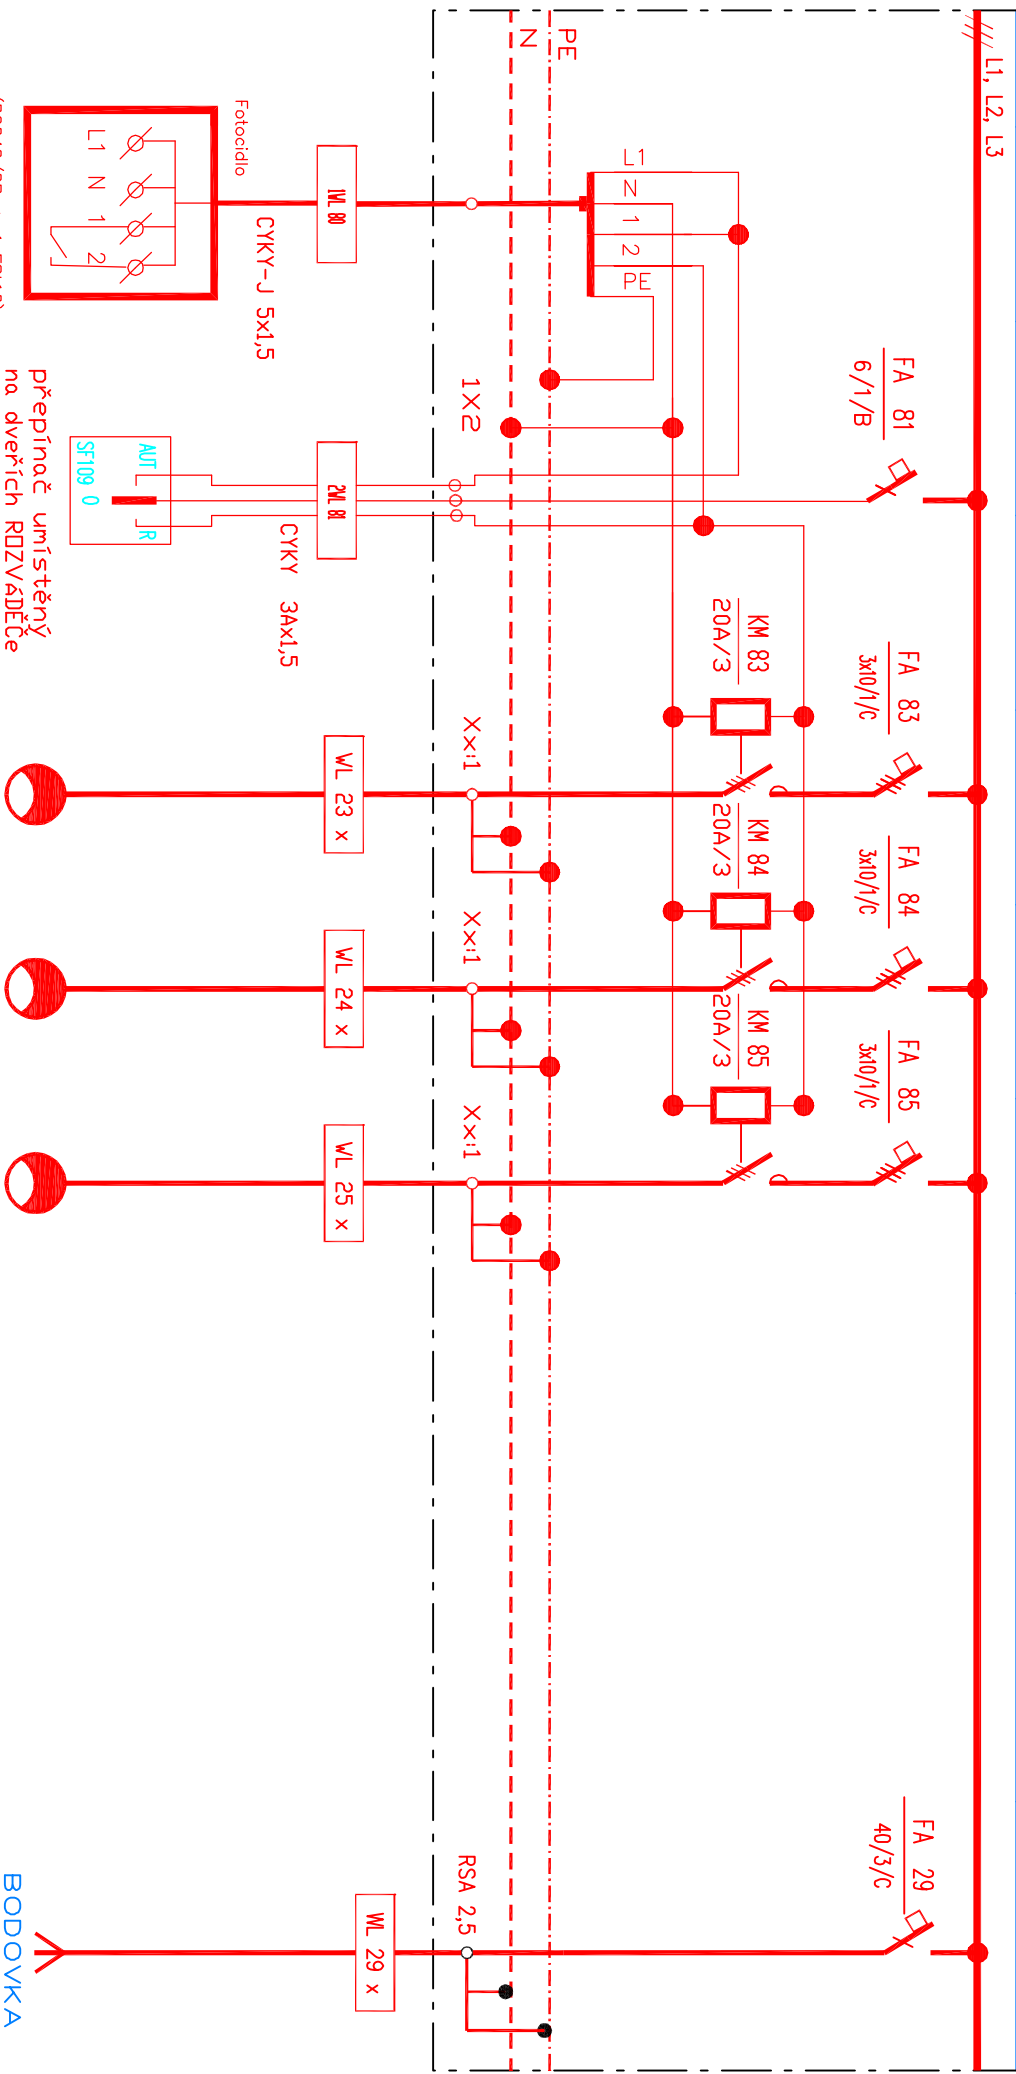 L1, L2, L3
PE
N
FA 81
6/1/B
FA 83
3x10/1/C
FA 84
3x10/1/C
FA 85
3x10/1/C
FA 29
40/3/C
KM 83
20A/3
KM 84
20A/3
KM 85
20A/3
L1
N
1
2
PE
1X2
Xx:1
Xx:1
Xx:1
RSA 2,5
1WL 80
2WL 81
WL 23 x
WL 24 x
WL 25 x
WL 29 x
CYKY-J 5x1,5
CYKY 3Ax1,5
Fotocidlo
L1
N
1
2
AUT
R
SF109 0
přepínač umístěný
na dveřích ROZVADĚČe
BODOVKA